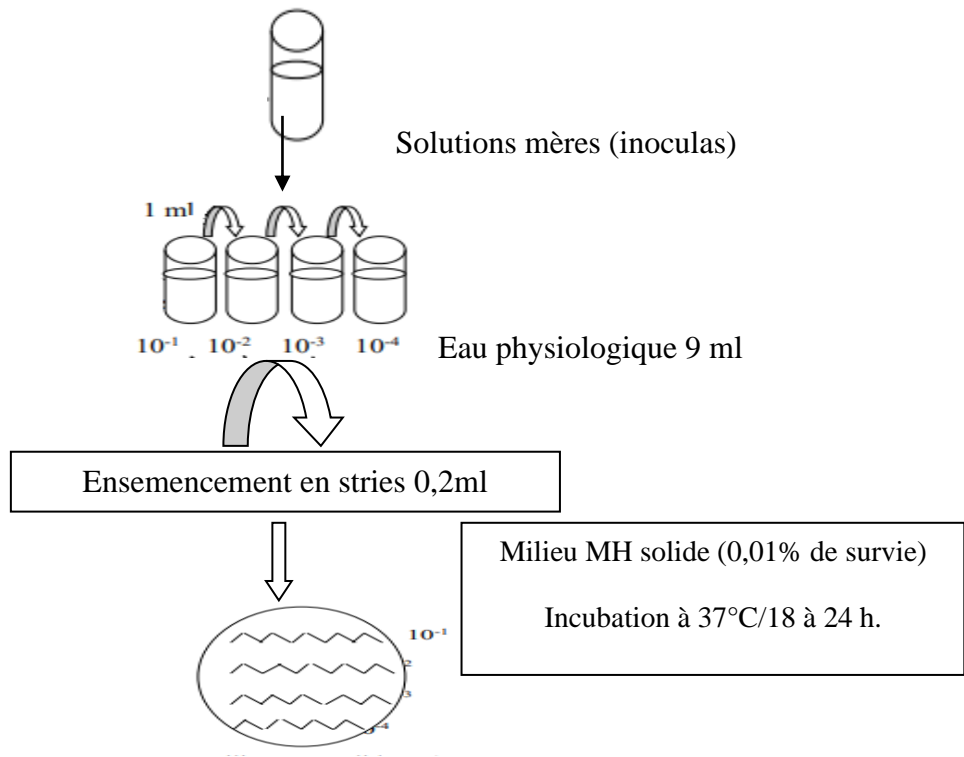 Solutions mères (inoculas)
1 ml
10⁻¹ 10⁻² 10⁻³ 10⁻⁴
Eau physiologique 9 ml
Ensemencement en stries 0,2ml
Milieu MH solide (0,01% de survie)
Incubation à 37°C/18 à 24 h.
10⁻¹
2
3
-4